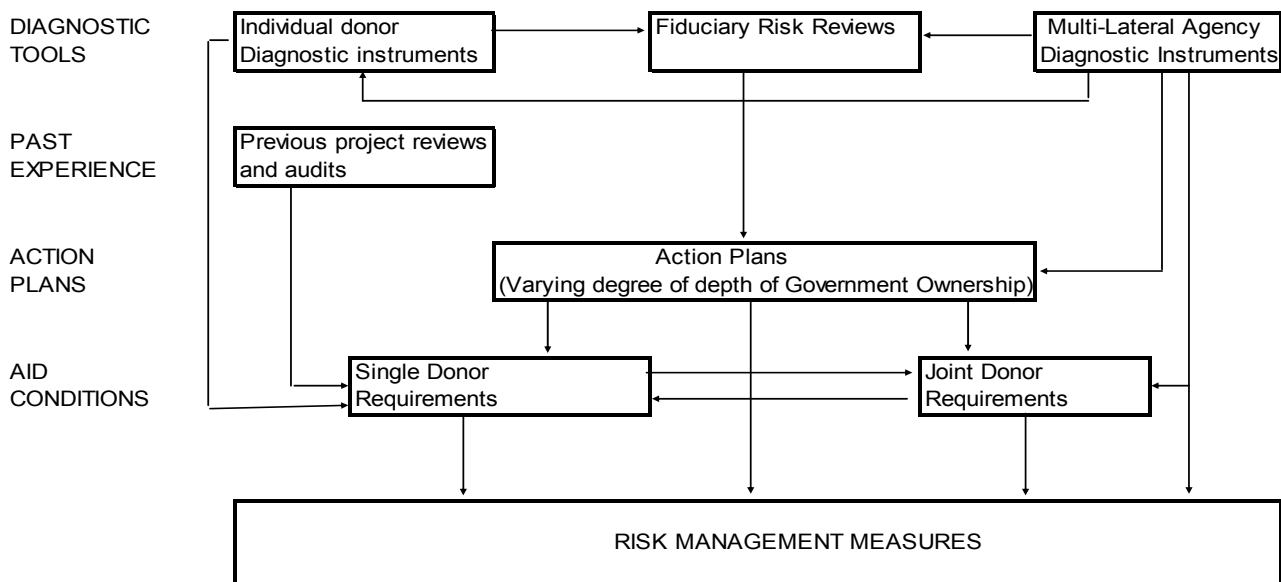 DIAGNOSTIC
TOOLS
Individual donor
Diagnostic instruments
Fiduciary Risk Reviews
Multi-Lateral Agency
Diagnostic Instruments
PAST
EXPERIENCE
Previous project reviews
and audits
ACTION
PLANS
Action Plans
(Varying degree of depth of Government Ownership)
AID
CONDITIONS
Single Donor
Requirements
Joint Donor
Requirements
RISK MANAGEMENT MEASURES